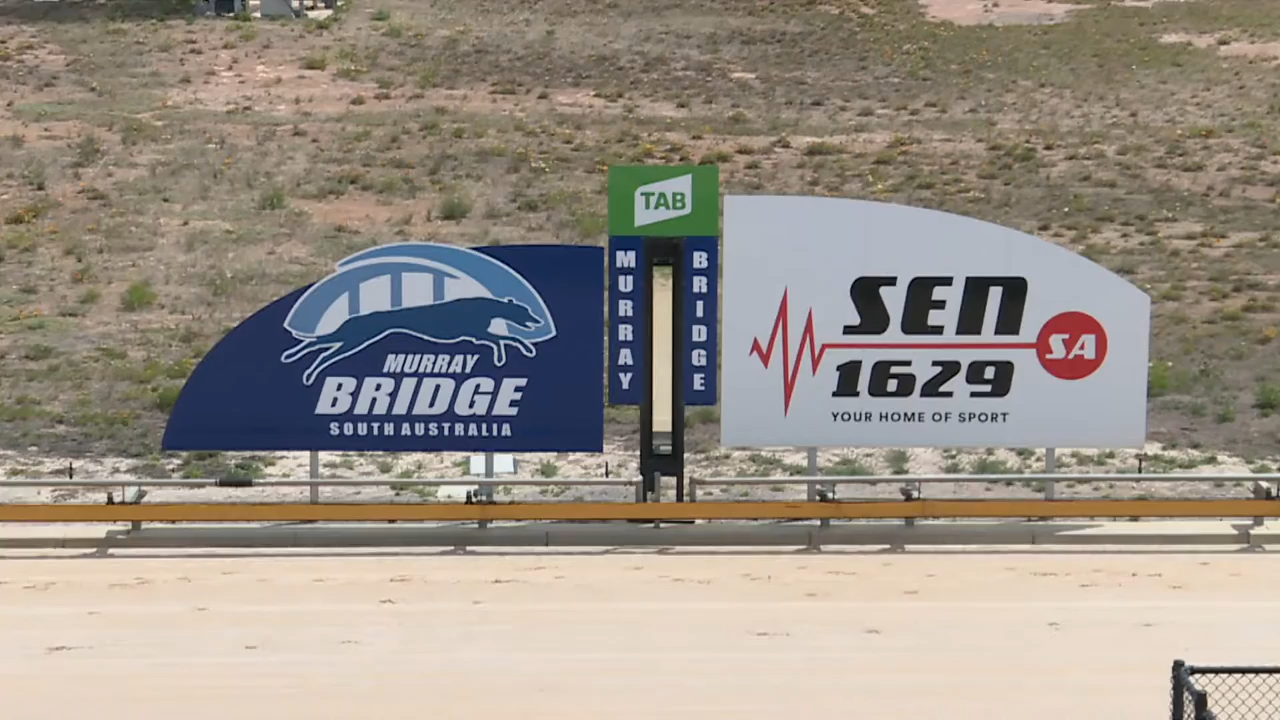 TAB
MURRAY
BRIDGE
MURRAY
BRIDGE
SOUTH AUSTRALIA
SEN
1629
SA
YOUR HOME OF SPORT